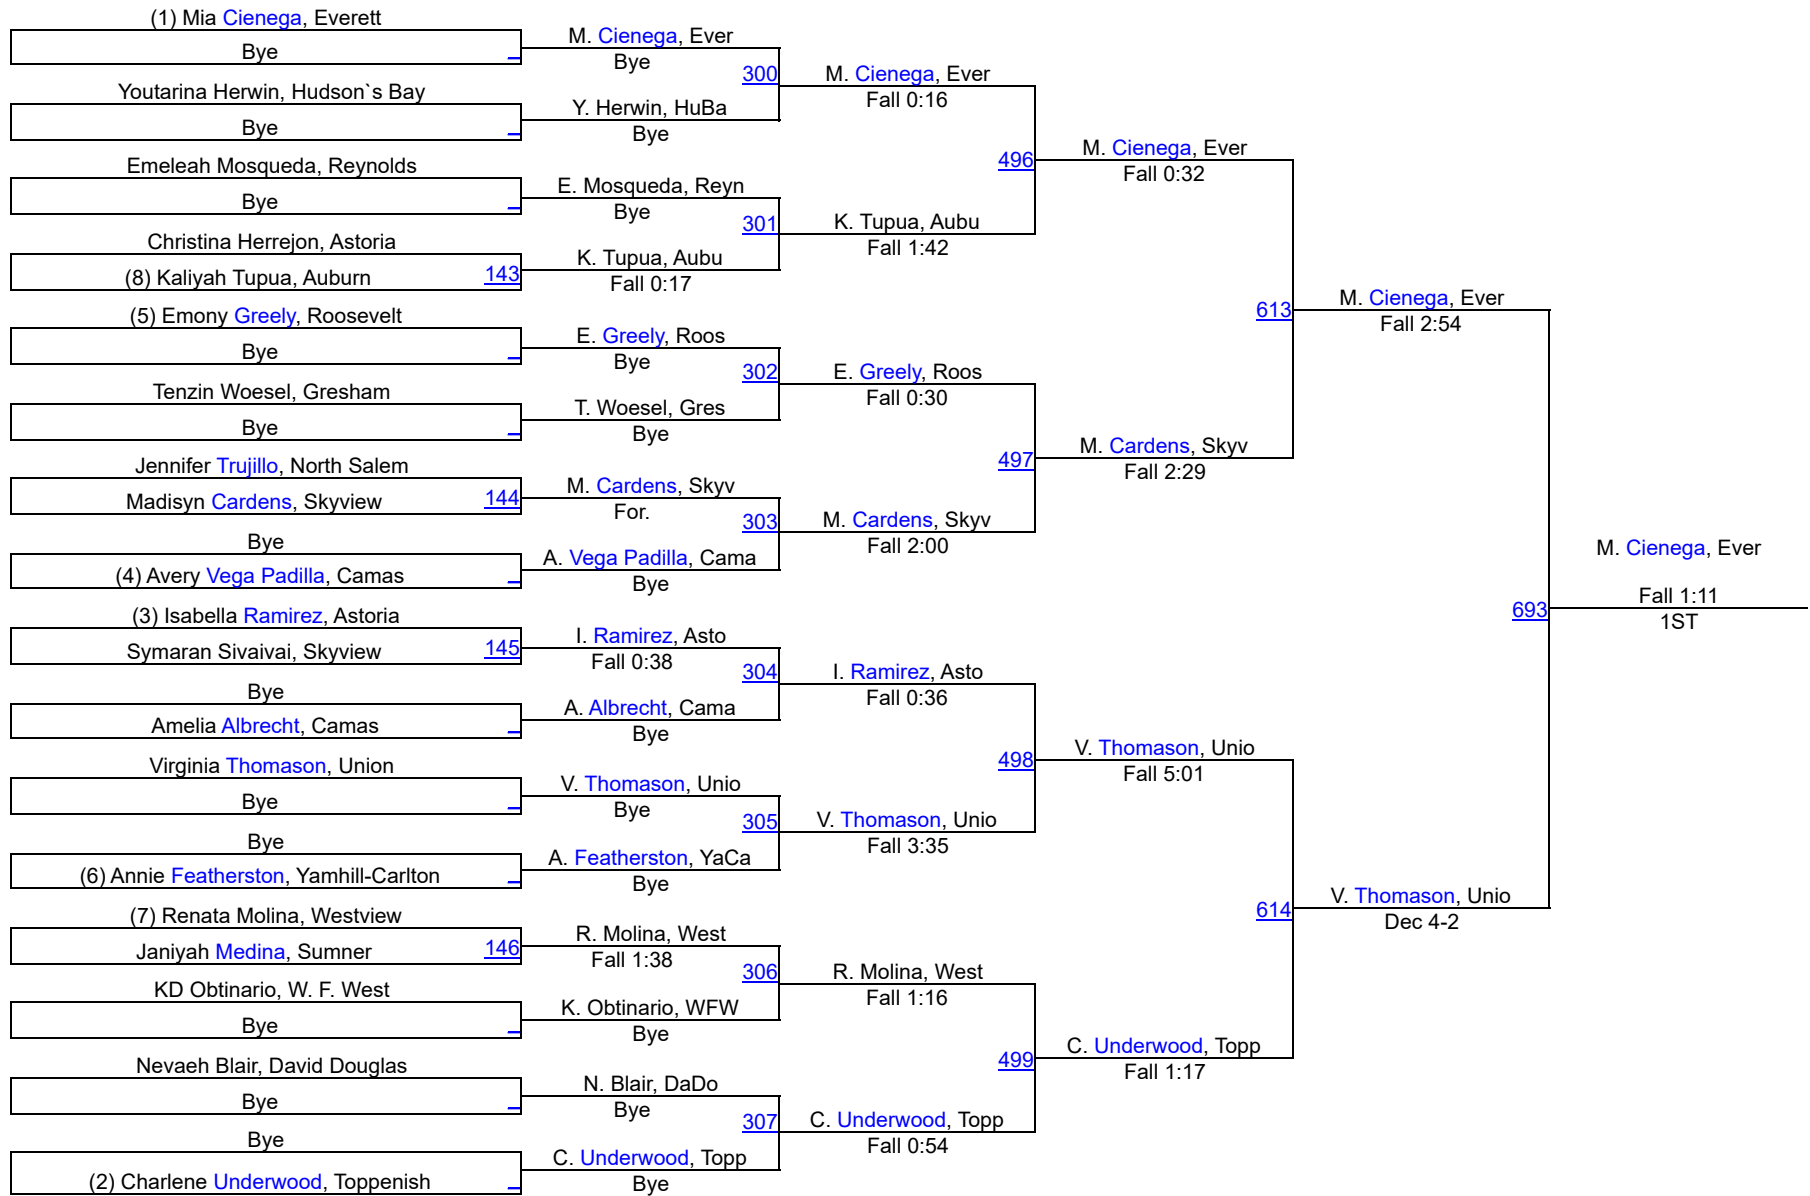 (1) Mia Cienega, Everett
Bye
_
Youtarina Herwin, Hudson`s Bay
Bye
_
Emeleah Mosqueda, Reynolds
Bye
_
Christina Herrejon, Astoria
(8) Kaliyah Tupua, Auburn
143
(5) Emony Greely, Roosevelt
Bye
_
Tenzin Woesel, Gresham
Bye
_
Jennifer Trujillo, North Salem
Madisyn Cardens, Skyview
144
Bye
(4) Avery Vega Padilla, Camas
_
(3) Isabella Ramirez, Astoria
Symaran Sivaivai, Skyview
145
Bye
Amelia Albrecht, Camas
_
Virginia Thomason, Union
Bye
_
Bye
(6) Annie Featherston, Yamhill-Carlton
_
(7) Renata Molina, Westview
Janiyah Medina, Sumner
146
KD Obtinario, W. F. West
Bye
_
Nevaeh Blair, David Douglas
Bye
_
Bye
(2) Charlene Underwood, Toppenish
_
M. Cienega, Ever
Bye
300
Y. Herwin, HuBa
Bye
E. Mosqueda, Reyn
Bye
301
K. Tupua, Aubu
Fall 0:17
E. Greely, Roos
Bye
302
T. Woesel, Gres
Bye
M. Cardens, Skyv
For.
303
A. Vega Padilla, Cama
Bye
I. Ramirez, Asto
Fall 0:38
304
A. Albrecht, Cama
Bye
V. Thomason, Unio
Bye
305
A. Featherston, YaCa
Bye
R. Molina, West
Fall 1:38
306
K. Obtinario, WFW
Bye
N. Blair, DaDo
Bye
307
C. Underwood, Topp
Bye
M. Cienega, Ever
Fall 0:16
496
K. Tupua, Aubu
Fall 1:42
E. Greely, Roos
Fall 0:30
497
M. Cardens, Skyv
Fall 2:00
I. Ramirez, Asto
Fall 0:36
498
V. Thomason, Unio
Fall 3:35
R. Molina, West
Fall 1:16
499
C. Underwood, Topp
Fall 0:54
M. Cienega, Ever
Fall 0:32
613
M. Cardens, Skyv
Fall 2:29
V. Thomason, Unio
Fall 5:01
614
C. Underwood, Topp
Fall 1:17
M. Cienega, Ever
Fall 2:54
693
V. Thomason, Unio
Dec 4-2
M. Cienega, Ever
Fall 1:11
1ST